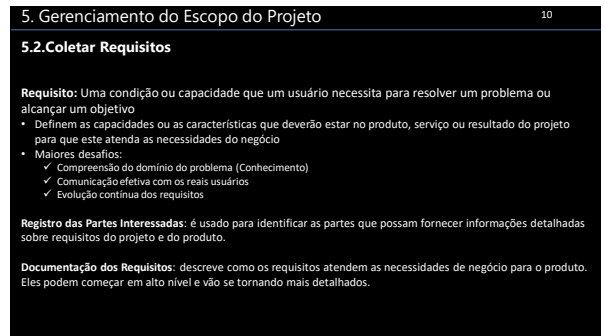 5. Gerenciamento do Escopo do Projeto
10
5.2.Coletar Requisitos
Requisito: Uma condição ou capacidade que um usuário necessita para resolver um problema ou
alcançar um objetivo
• Definem as capacidades ou as características que deverão estar no produto, serviço ou resultado do projeto
para que este atenda as necessidades do negócio
• Maiores desafios:
✓ Compreensão do domínio do problema (Conhecimento)
✓ Comunicação efetiva com os reais usuários
✓ Evolução contínua dos requisitos
Registro das Partes Interessadas: é usado para identificar as partes que possam fornecer informações detalhadas
sobre requisitos do projeto e do produto.
Documentação dos Requisitos: descreve como os requisitos atendem as necessidades de negócio para o produto.
Eles podem começar em alto nível e vão se tornando mais detalhados.